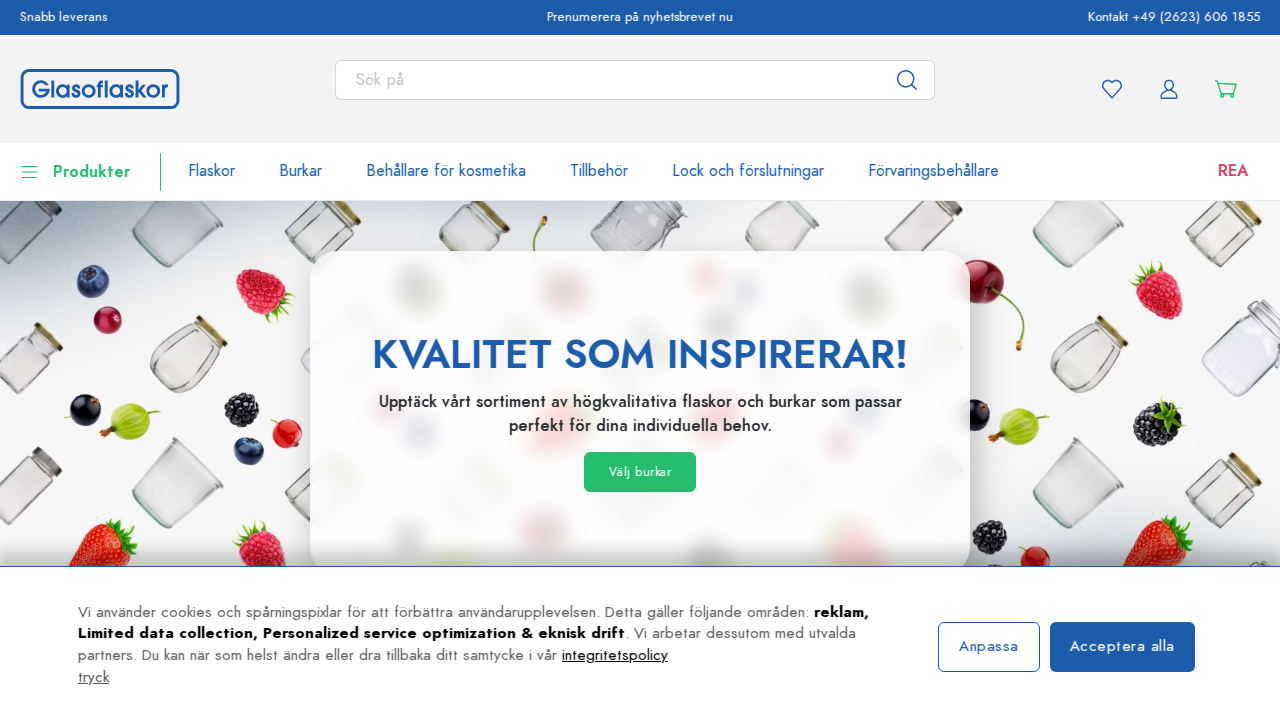 Snabb leverans
Prenumerera på nyhetsbrevet nu
Kontakt +49 (2623) 606 1855
Glasoflaskor
Sök på
Produkter
Flaskor
Burkar
Behållare för kosmetika
Tillbehör
Lock och förslutningar
Förvaringsbehållare
REA
KVALITET SOM INSPIRERAR!
Upptäck vårt sortiment av högkvalitativa flaskor och burkar som passar
perfekt för dina individuella behov.
Välj burkar
Vi använder cookies och spårningspixlar för att förbättra användarupplevelsen. Detta gäller följande områden: reklam,
Limited data collection, Personalized service optimization & eknisk drift. Vi arbetar dessutom med utvalda
partners. Du kan när som helst ändra eller dra tillbaka ditt samtycke i vår integritetspolicy
tryck
Anpassa
Acceptera alla